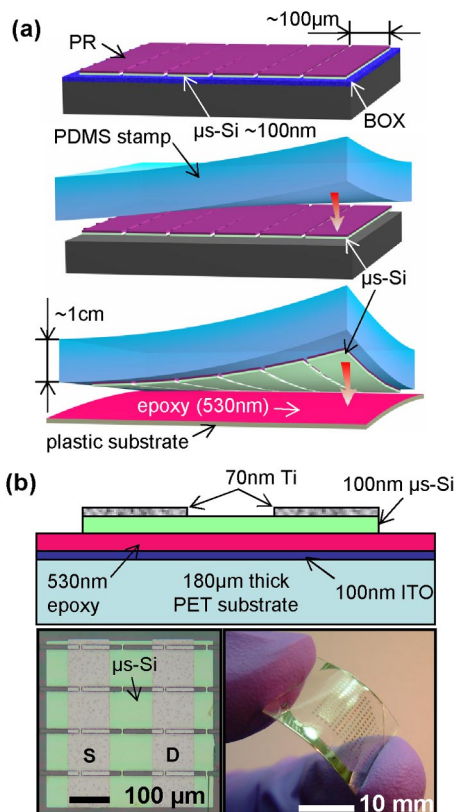 (a)
~100µm
PR
µs-Si ~100nm
BOX
PDMS stamp
µs-Si
~1cm
epoxy (530nm)
plastic substrate
(b)
70nm Ti
100nm µs-Si
530nm
epoxy
180µm thick
PET substrate
100nm ITO
µs-Si
S
D
100 µm
10 mm